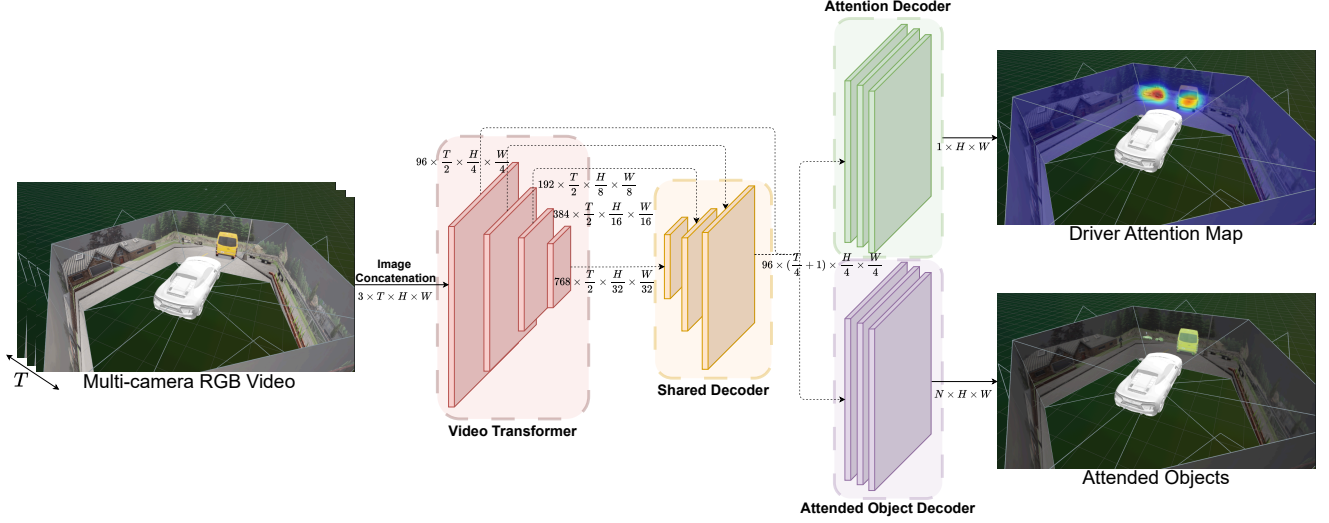 Attention Decoder
96 × T/2 × H/4 × W/4
192 × T/2 × H/8 × W/8
384 × T/2 × H/16 × W/16
1 × H × W
Driver Attention Map
Image
Concatenation
3 × T × H × W
768 × T/2 × H/32 × W/32
96 × (T/4 + 1) × H/4 × W/4
T
Multi-camera RGB Video
Shared Decoder
N × H × W
Video Transformer
Attended Objects
Attended Object Decoder